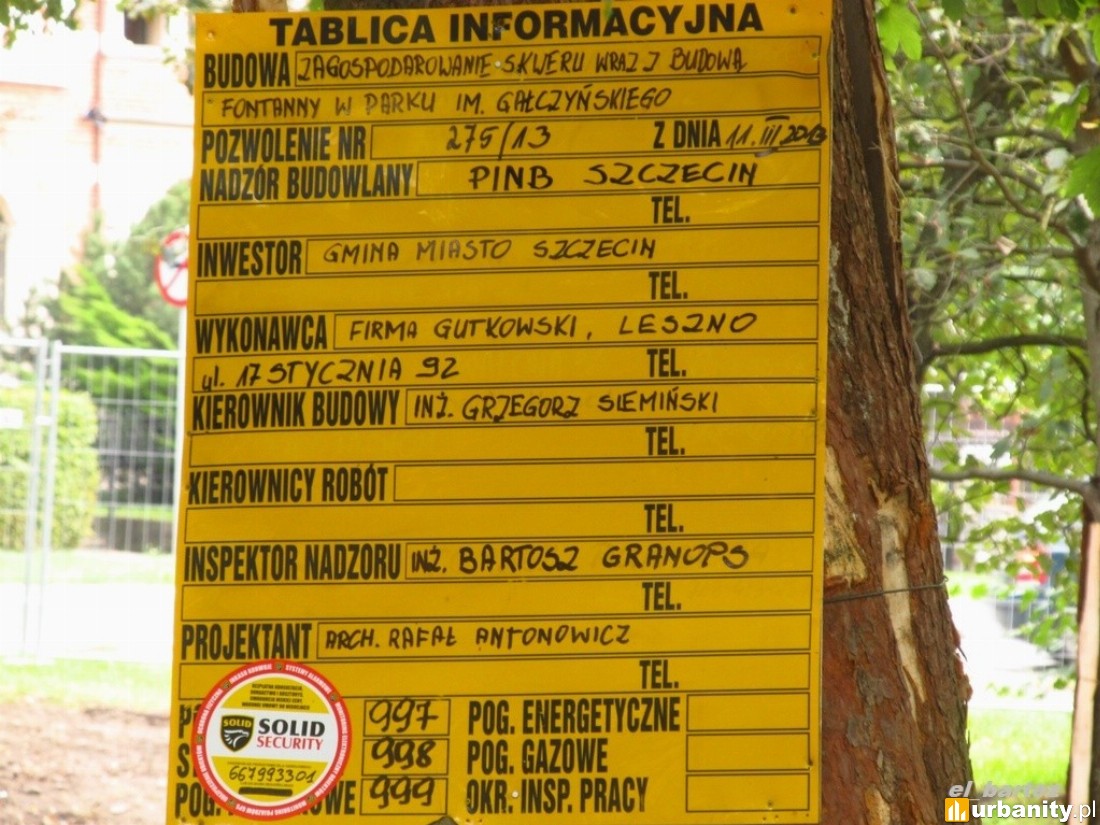 TABLICA INFORMACYJNA
BUDOWA ZAGOSPODAROWANIE SKWERU WRAZ Z BUDOWĄ
FONTANNY W PARKU IM. GAŁCZYŃSKIEGO
POZWOLENIE NR 275/13 Z DNIA 11.III.2013
NADZÓR BUDOWLANY PINB SZCZECIN
TEL.
INWESTOR GMINA MIASTO SZCZECIN
TEL.
WYKONAWCA FIRMA GUTKOWSKI, LESZNO
ul. 17 STYCZNIA 92 TEL.
KIEROWNIK BUDOWY INŻ. GRZEGORZ SIEMIŃSKI
TEL.
KIEROWNICY ROBÓT
TEL.
INSPEKTOR NADZORU INŻ. BARTOSZ GRANOPS
TEL.
PROJEKTANT ARCH. RAFAŁ ANTONOWICZ
TEL.
997 POG. ENERGETYCZNE
998 POG. GAZOWE
POG. 999 OKR. INSP. PRACY
SOLID
SOLID
SECURITY
667993301
el bartez
urbanity.pl